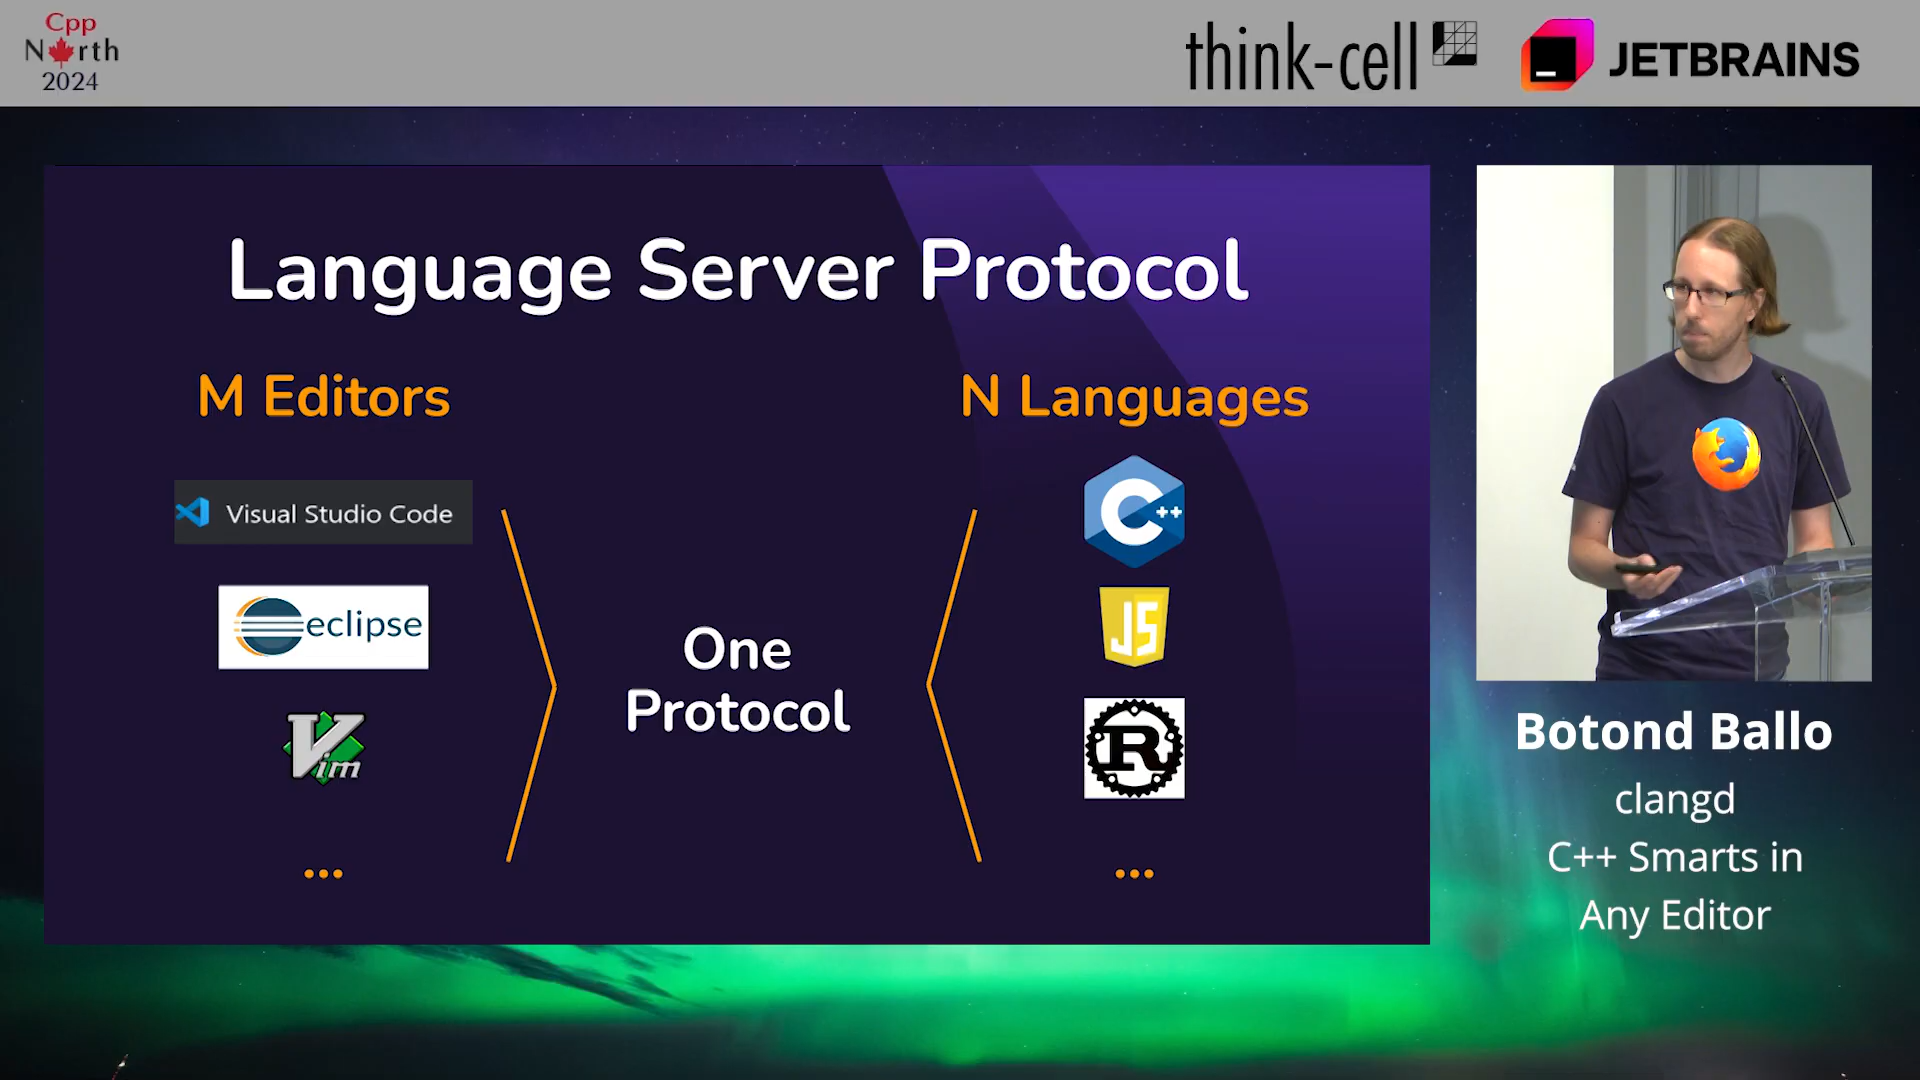 Cpp
North
2024
think-cell
JETBRAINS
Language Server Protocol
M Editors
N Languages
Visual Studio Code
eclipse
Vim
...
One
Protocol
C++
JS
R
...
Botond Ballo
clangd
C++ Smarts in
Any Editor